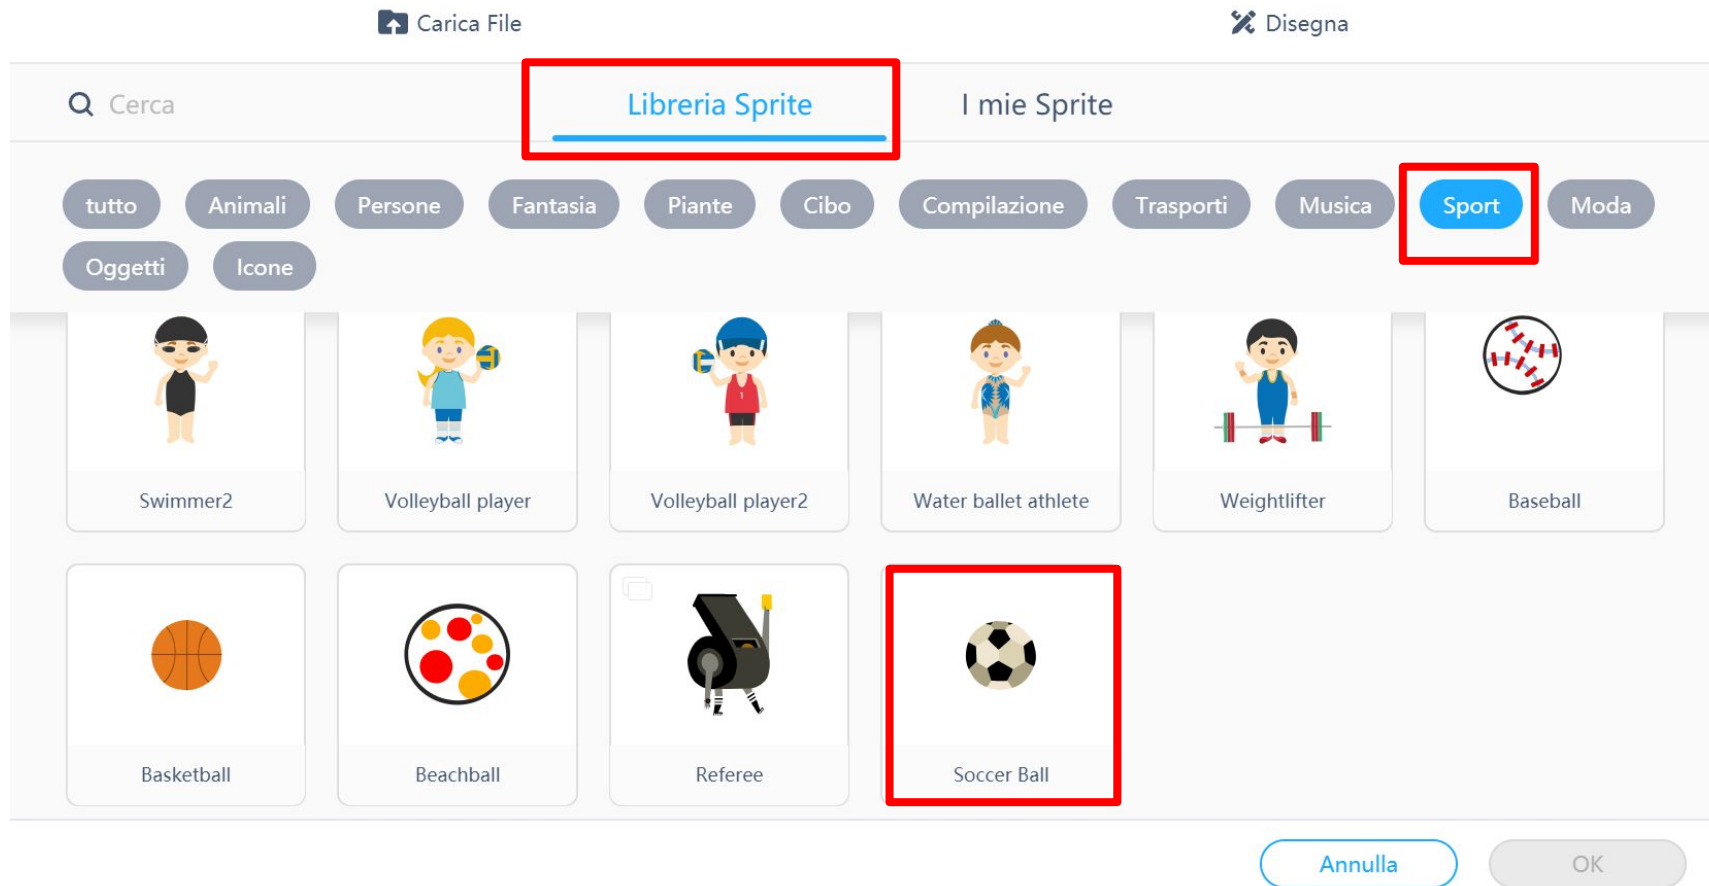 Carica File Disegna
Cerca Libreria Sprite I mie Sprite
tutto Animali Persone Fantasia Piante Cibo Compilazione Trasporti Musica Sport Moda
Oggetti Icone
Swimmer2 Volleyball player Volleyball player2 Water ballet athlete Weightlifter Baseball
Basketball Beachball Referee Soccer Ball
Annulla OK